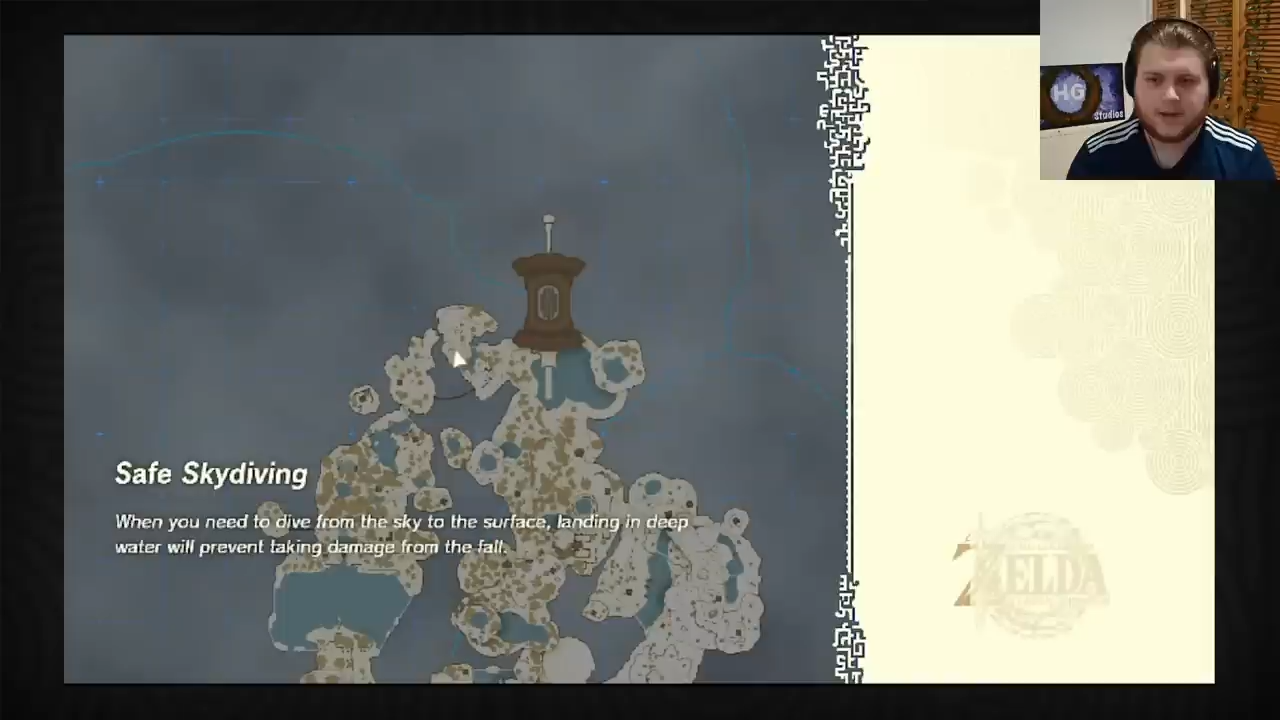 HG
Studios
Safe Skydiving
When you need to dive from the sky to the surface, landing in deep
water will prevent taking damage from the fall.
ZELDA